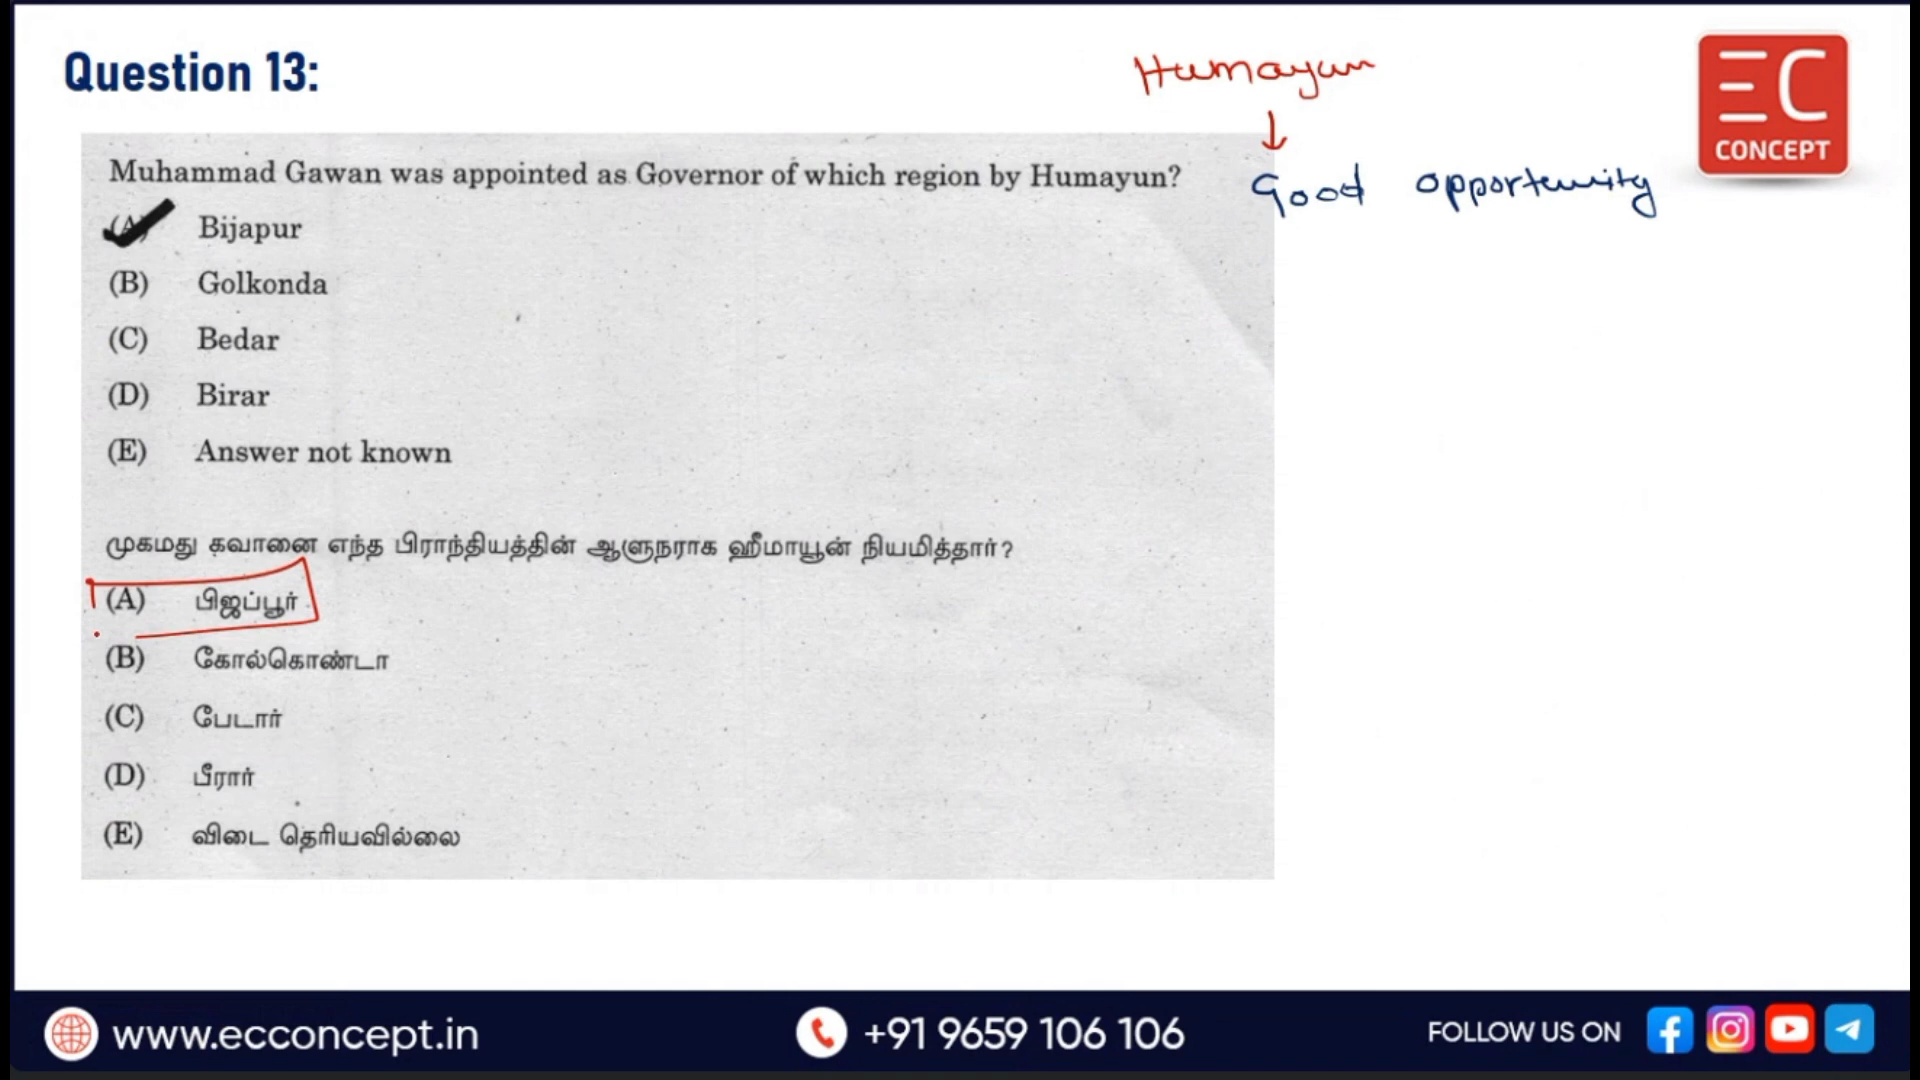 Question 13:
Humayun
↓
Good opportunity
EC
CONCEPT
Muhammad Gawan was appointed as Governor of which region by Humayun?
(A) Bijapur
(B) Golkonda
(C) Bedar
(D) Birar
(E) Answer not known
முகமது கவானை எந்த பிராந்தியத்தின் ஆளுநராக ஹீமாயூன் நியமித்தார்?
(A) பிஜப்பூர்
(B) கோல்கொண்டா
(C) பேடார்
(D) பீரார்
(E) விடை தெரியவில்லை
www.ecconcept.in
+91 9659 106 106
FOLLOW US ON